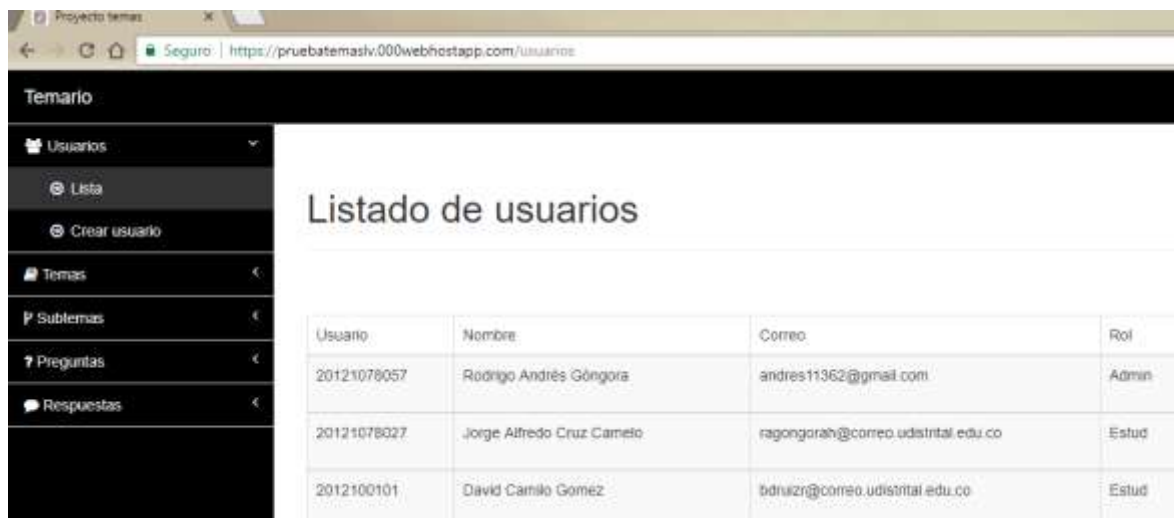 Proyecto temas
Seguro | https://pruebatemaslv.000webhostapp.com/usuarios
Temario
Usuarios
Lista
Crear usuario
Temas
Subtemas
Preguntas
Respuestas
Listado de usuarios
Usuario Nombre Correo Rol
20121078057 Rodrigo Andrés Góngora andres11362@gmail.com Admin
20121078027 Jorge Alfredo Cruz Camelo ragongorah@correo.udistrital.edu.co Estud
2012100101 David Camilo Gomez bdruizr@correo.udistrital.edu.co Estud